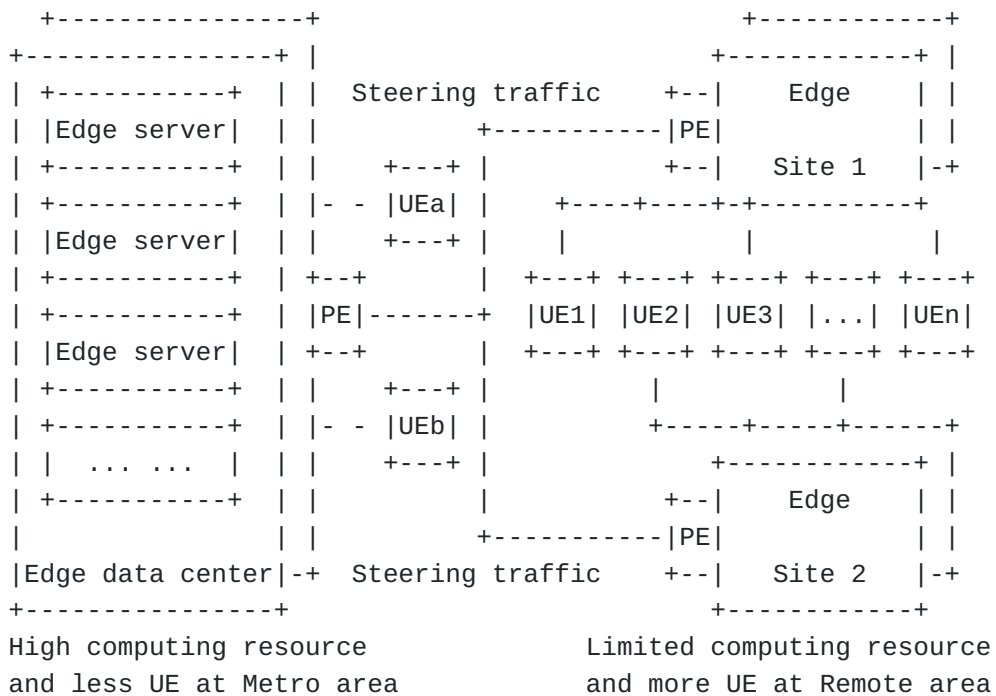 Steering traffic Edge
Edge server PE
Site 1
UEa
Edge server
PE UE1 UE2 UE3 ... UEn
Edge server
UEb
... ...
Edge
PE
Edge data center Steering traffic Site 2
High computing resource Limited computing resource
and less UE at Metro area and more UE at Remote area